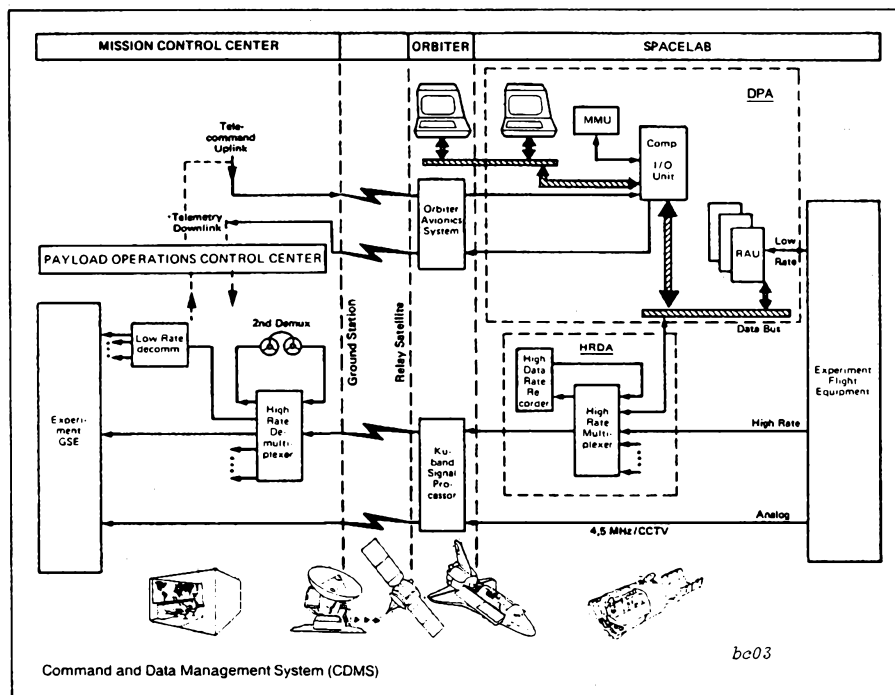 MISSION CONTROL CENTER
ORBITER
SPACELAB
DPA
MMU
Comp
I/O
Unit
Tele-
command
Uplink
Telemetry
Downlink
Orbiter
Avionics
System
RAU
Low
Rate
PAYLOAD OPERATIONS CONTROL CENTER
Data Bus
Ground Station
Relay Satellite
Low Rate
decomm
2nd Demux
HRDA
High
Data
Rate
Re
corder
Experiment
Flight
Equipment
Experi-
ment
GSE
High
Rate
De-
multi-
plexer
Ku-
band
Signal
Pro-
cessor
High
Rate
Multi-
plexer
High Rate
Analog
4,5 MHz/CCTV
bc03
Command and Data Management System (CDMS)